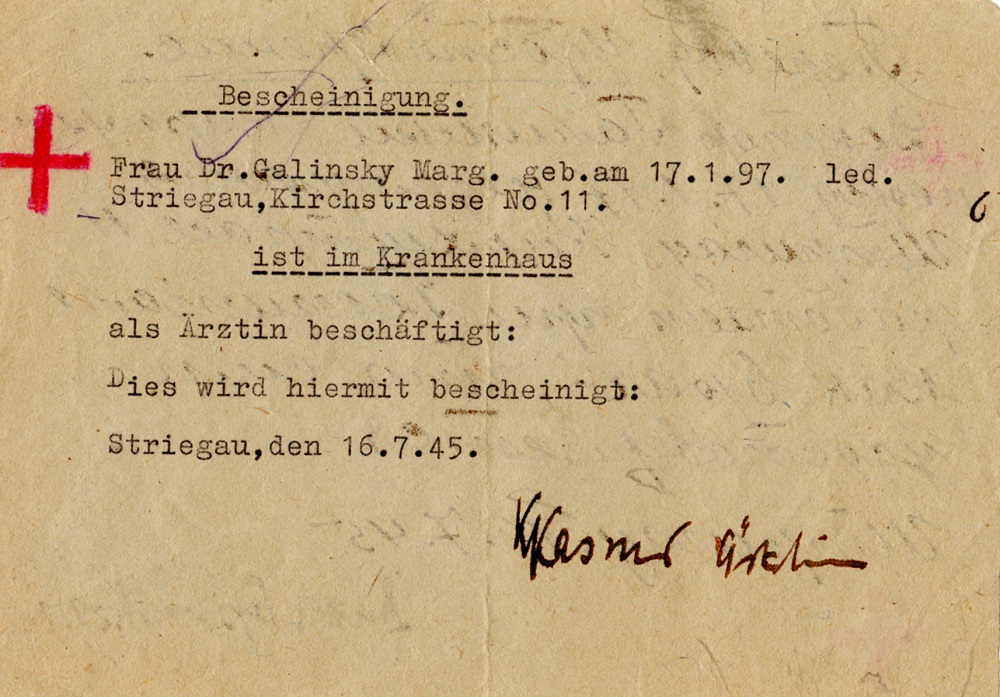 Bescheinigung.
Frau Dr.Galinsky Marg. geb.am 17.1.97. led.
Striegau,Kirchstrasse No.11.
6
ist im Krankenhaus
als Ärztin beschäftigt:
Dies wird hiermit bescheinigt:
Striegau,den 16.7.45.
Ärztin